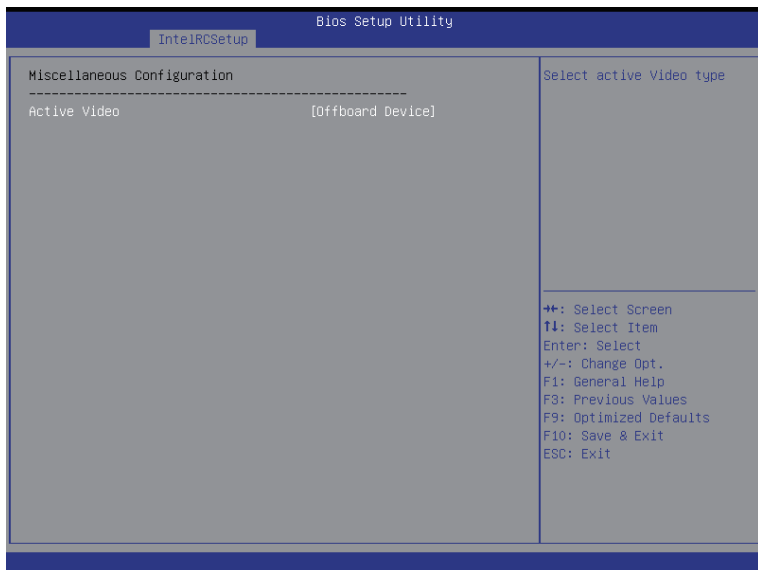 Bios Setup Utility
IntelRCSetup
Miscellaneous Configuration
-------------------------------------------------
Active Video [Offboard Device]
Select active Video type
→←: Select Screen
↑↓: Select Item
Enter: Select
+/-: Change Opt.
F1: General Help
F3: Previous Values
F9: Optimized Defaults
F10: Save & Exit
ESC: Exit